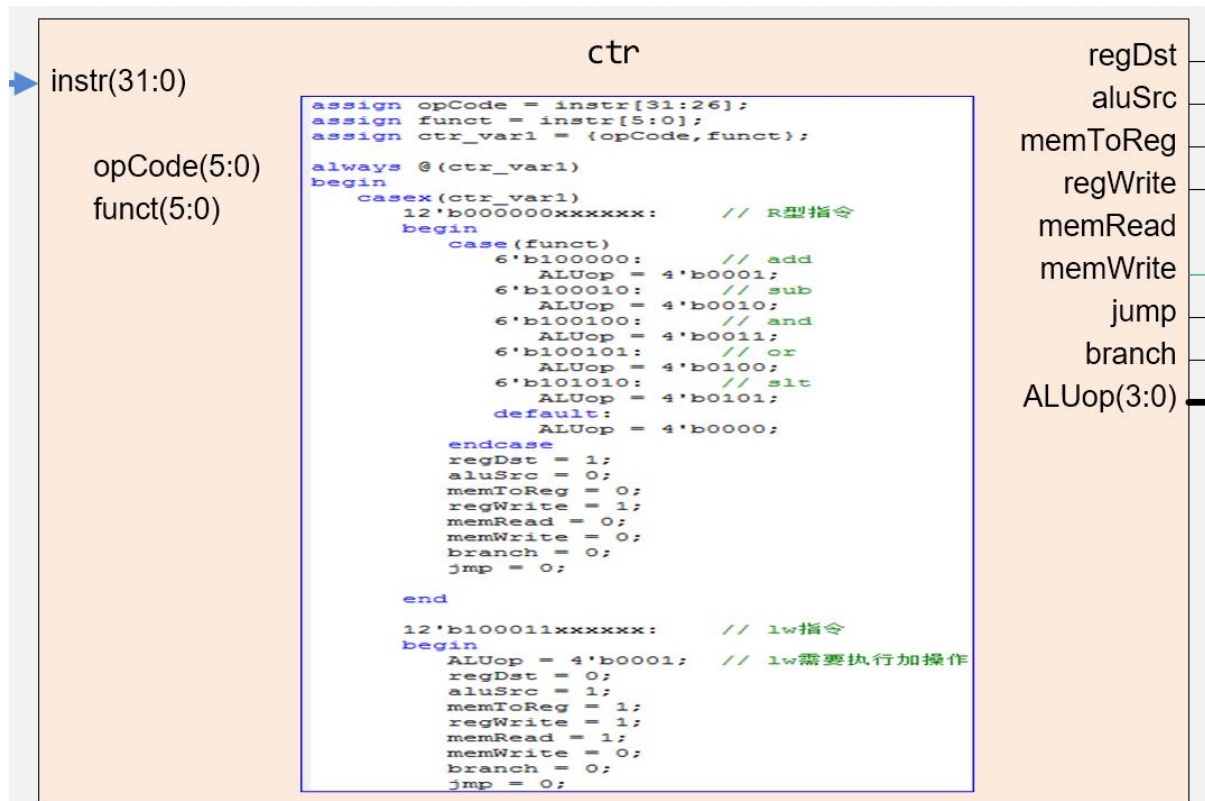 ctr
instr(31:0)
opCode(5:0)
funct(5:0)
assign opCode = instr[31:26];
assign funct = instr[5:0];
assign ctr_var1 = {opCode,funct};
always @(ctr_var1)
begin
casex(ctr_var1)
12'b000000xxxxxx: // R型指令
begin
case(funct)
6'b100000: // add
ALUop = 4'b0001;
6'b100010: // sub
ALUop = 4'b0010;
6'b100100: // and
ALUop = 4'b0011;
6'b100101: // or
ALUop = 4'b0100;
6'b101010: // slt
ALUop = 4'b0101;
default:
ALUop = 4'b0000;
endcase
regDst = 1;
aluSrc = 0;
memToReg = 0;
regWrite = 1;
memRead = 0;
memWrite = 0;
branch = 0;
jmp = 0;
end
12'b100011xxxxxx: // lw指令
begin
ALUop = 4'b0001; // lw需要执行加操作
regDst = 0;
aluSrc = 1;
memToReg = 1;
regWrite = 1;
memRead = 1;
memWrite = 0;
branch = 0;
jmp = 0;
regDst
aluSrc
memToReg
regWrite
memRead
memWrite
jump
branch
ALUop(3:0)